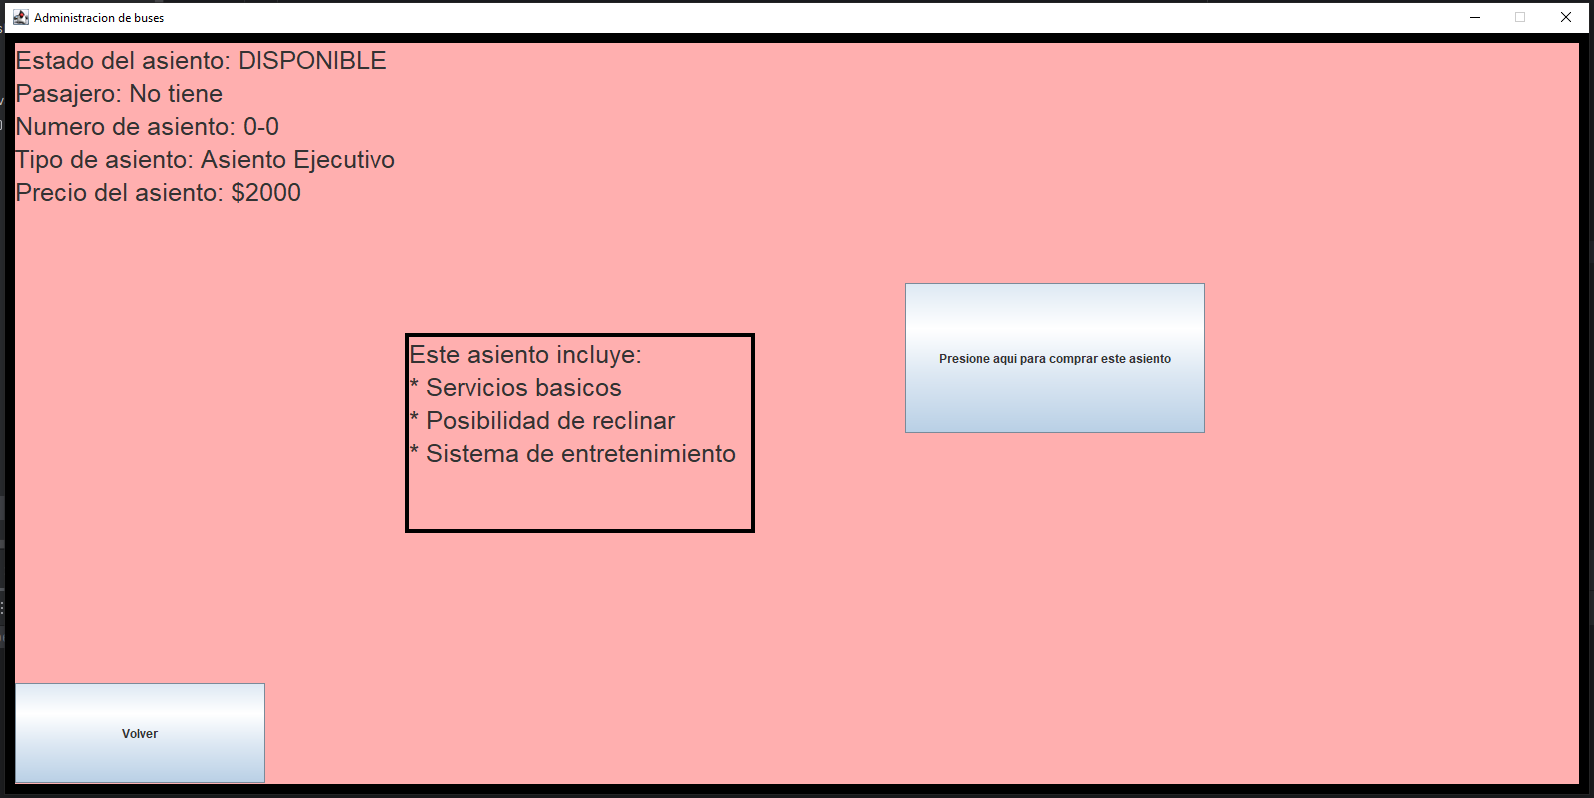 Administracion de buses
Estado del asiento: DISPONIBLE
Pasajero: No tiene
Numero de asiento: 0-0
Tipo de asiento: Asiento Ejecutivo
Precio del asiento: $2000
Este asiento incluye:
* Servicios basicos
* Posibilidad de reclinar
* Sistema de entretenimiento
Presione aqui para comprar este asiento
Volver